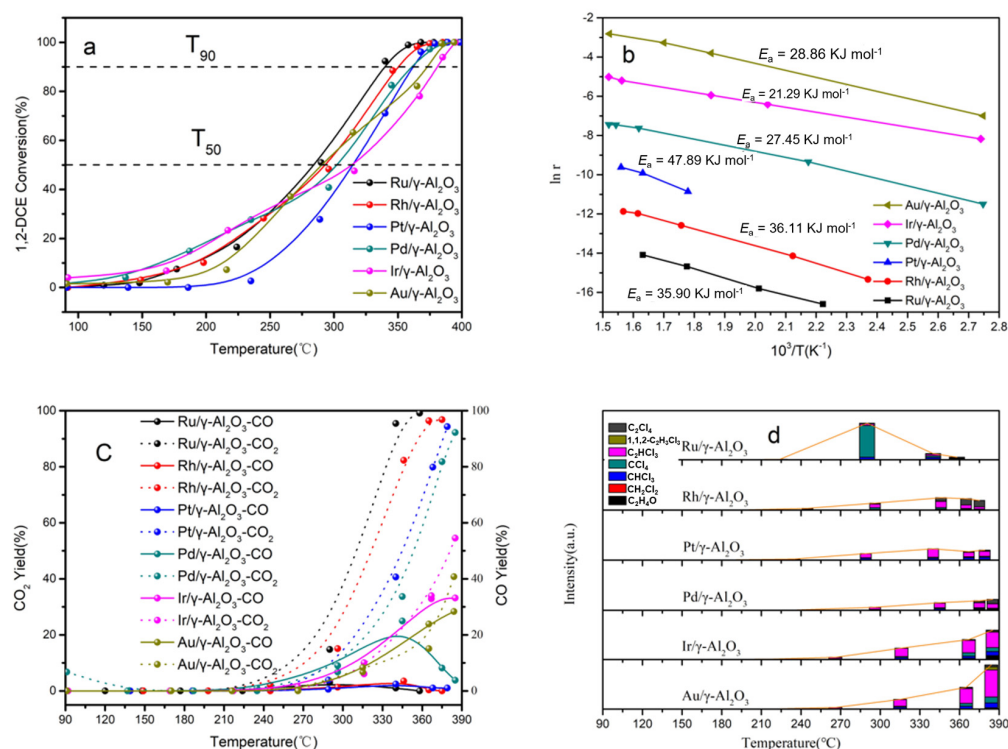 a
T90
T50
Ru/γ-Al2O3
Rh/γ-Al2O3
Pt/γ-Al2O3
Pd/γ-Al2O3
Ir/γ-Al2O3
Au/γ-Al2O3
1,2-DCE Conversion(%)
100
90
80
70
60
50
40
30
20
10
0
100 150 200 250 300 350 400
Temperature(℃)
b
Ea = 28.86 KJ mol-1
Ea = 21.29 KJ mol-1
Ea = 27.45 KJ mol-1
Ea = 47.89 KJ mol-1
Ea = 36.11 KJ mol-1
Ea = 35.90 KJ mol-1
Au/γ-Al2O3
Ir/γ-Al2O3
Pd/γ-Al2O3
Pt/γ-Al2O3
Rh/γ-Al2O3
Ru/γ-Al2O3
ln r
-2
-4
-6
-8
-10
-12
-14
-16
1.5 1.6 1.7 1.8 1.9 2.0 2.1 2.2 2.3 2.4 2.5 2.6 2.7 2.8
103/T(K-1)
C
Ru/γ-Al2O3-CO
Ru/γ-Al2O3-CO2
Rh/γ-Al2O3-CO
Rh/γ-Al2O3-CO2
Pt/γ-Al2O3-CO
Pt/γ-Al2O3-CO2
Pd/γ-Al2O3-CO
Pd/γ-Al2O3-CO2
Ir/γ-Al2O3-CO
Ir/γ-Al2O3-CO2
Au/γ-Al2O3-CO
Au/γ-Al2O3-CO2
CO2 Yield(%)
100
80
60
40
20
0
CO Yield(%)
100
80
60
40
20
0
90 120 150 180 210 240 270 300 330 360 390
Temperature(℃)
d
C2Cl4
1,1,2-C2H3Cl3
C2HCl3
CCl4
CHCl3
CH2Cl2
C2H4O
Ru/γ-Al2O3
Rh/γ-Al2O3
Pt/γ-Al2O3
Pd/γ-Al2O3
Ir/γ-Al2O3
Au/γ-Al2O3
Intensity(a.u.)
90 120 150 180 210 240 270 300 330 360 390
Temperature(℃)